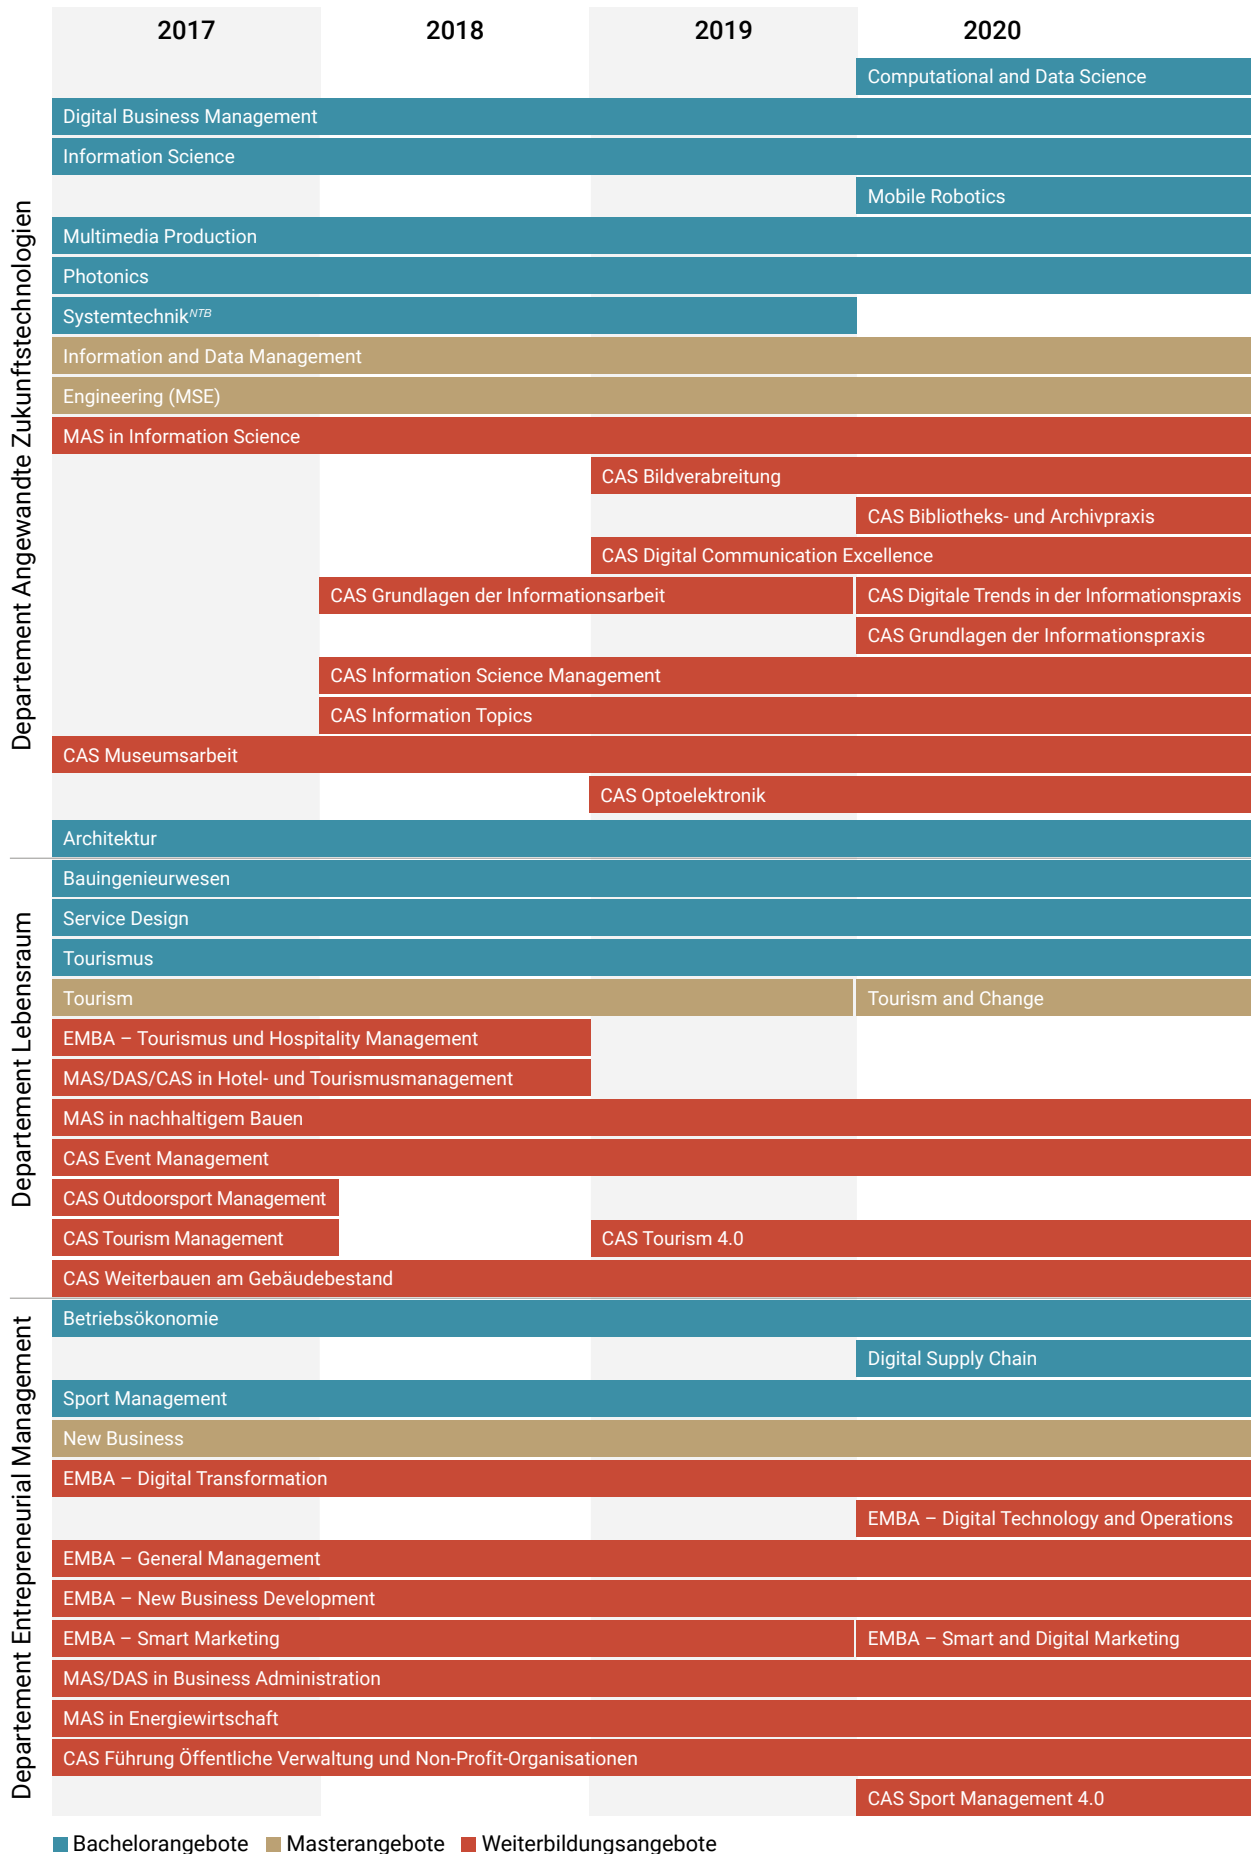 2017 2018 2019 2020
Departement Angewandte Zukunftstechnologien
Computational and Data Science
Digital Business Management
Information Science
Mobile Robotics
Multimedia Production
Photonics
Systemtechnik NTB
Information and Data Management
Engineering (MSE)
MAS in Information Science
CAS Bildverabreitung
CAS Bibliotheks- und Archivpraxis
CAS Digital Communication Excellence
CAS Grundlagen der Informationsarbeit CAS Digitale Trends in der Informationspraxis
CAS Grundlagen der Informationspraxis
CAS Information Science Management
CAS Information Topics
CAS Museumsarbeit
CAS Optoelektronik
Architektur
Departement Lebensraum
Bauingenieurwesen
Service Design
Tourismus
Tourism Tourism and Change
EMBA – Tourismus und Hospitality Management
MAS/DAS/CAS in Hotel- und Tourismusmanagement
MAS in nachhaltigem Bauen
CAS Event Management
CAS Outdoorsport Management
CAS Tourism Management CAS Tourism 4.0
CAS Weiterbauen am Gebäudebestand
Departement Entrepreneurial Management
Betriebsökonomie
Digital Supply Chain
Sport Management
New Business
EMBA – Digital Transformation
EMBA – Digital Technology and Operations
EMBA – General Management
EMBA – New Business Development
EMBA – Smart Marketing EMBA – Smart and Digital Marketing
MAS/DAS in Business Administration
MAS in Energiewirtschaft
CAS Führung Öffentliche Verwaltung und Non-Profit-Organisationen
CAS Sport Management 4.0
Bachelorangebote Masterangebote Weiterbildungsangebote